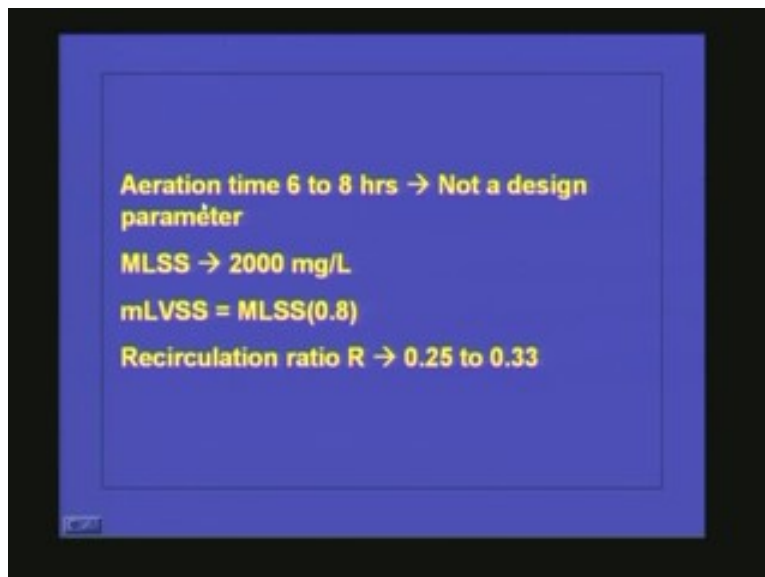 Aeration time 6 to 8 hrs → Not a design
parameter
MLSS → 2000 mg/L
mLVSS = MLSS(0.8)
Recirculation ratio R → 0.25 to 0.33